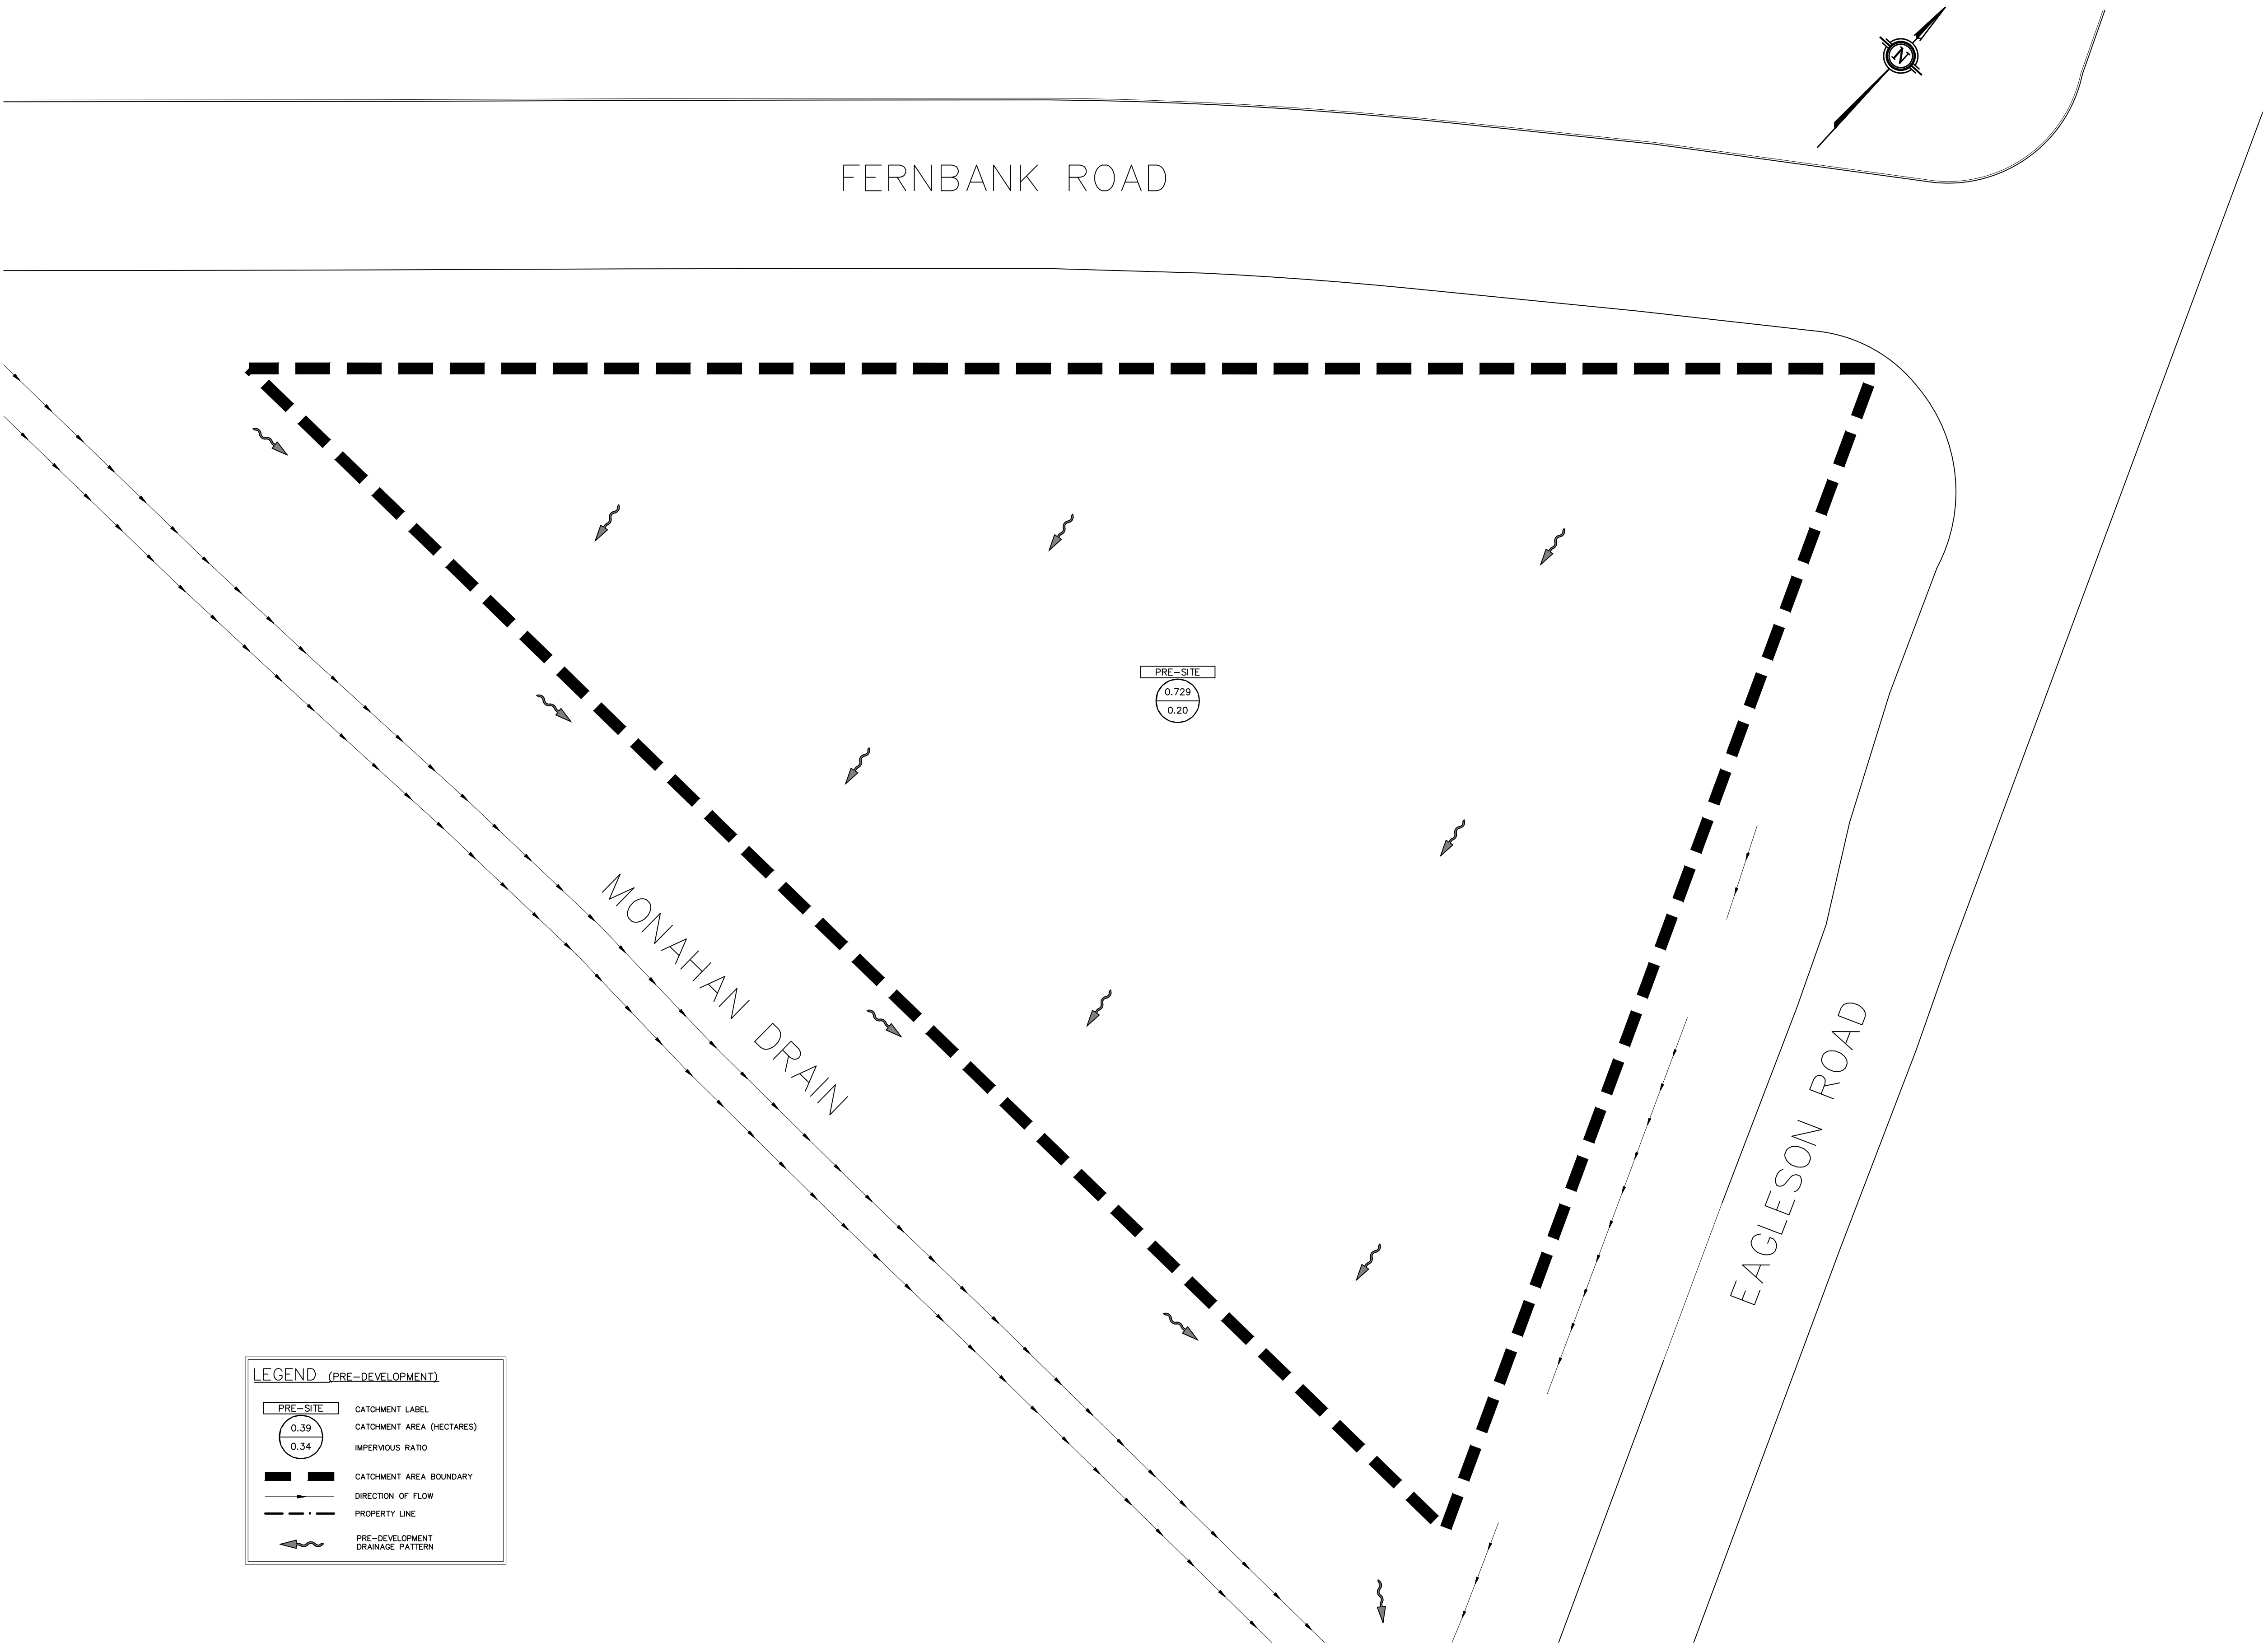 N
FERNBANK ROAD
PRE-SITE
0.729
0.20
MONAHAN DRAIN
EAGLESON ROAD
LEGEND (PRE-DEVELOPMENT)
PRE-SITE
0.39
0.34
CATCHMENT LABEL
CATCHMENT AREA (HECTARES)
IMPERVIOUS RATIO
CATCHMENT AREA BOUNDARY
DIRECTION OF FLOW
PROPERTY LINE
PRE-DEVELOPMENT
DRAINAGE PATTERN